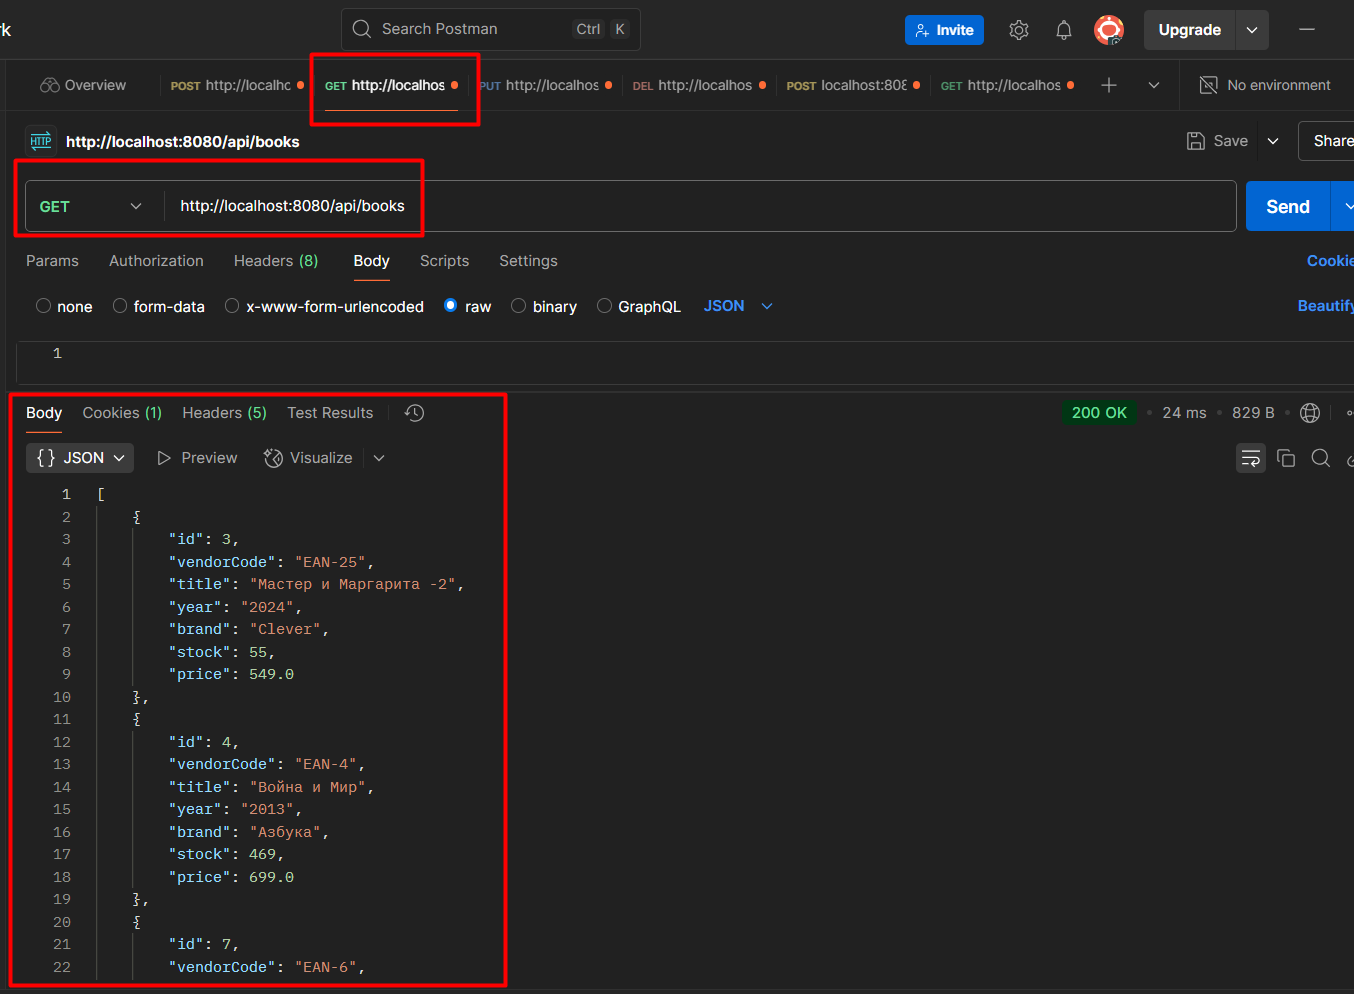 rk
Search Postman Ctrl K Invite Upgrade
Overview POST http://localhc GET http://localhos PUT http://localhos DEL http://localhos POST localhost:808 GET http://localhos No environment
HTTP http://localhost:8080/api/books Save Share
GET http://localhost:8080/api/books Send
Params Authorization Headers (8) Body Scripts Settings Cookie
none form-data x-www-form-urlencoded raw binary GraphQL JSON Beautify
1
Body Cookies (1) Headers (5) Test Results 200 OK • 24 ms • 829 B •
{} JSON Preview Visualize
1 [
2 {
3 "id": 3,
4 "vendorCode": "EAN-25",
5 "title": "Мастер и Маргарита -2",
6 "year": "2024",
7 "brand": "Clever",
8 "stock": 55,
9 "price": 549.0
10 },
11 {
12 "id": 4,
13 "vendorCode": "EAN-4",
14 "title": "Война и Мир",
15 "year": "2013",
16 "brand": "Азбука",
17 "stock": 469,
18 "price": 699.0
19 },
20 {
21 "id": 7,
22 "vendorCode": "EAN-6",